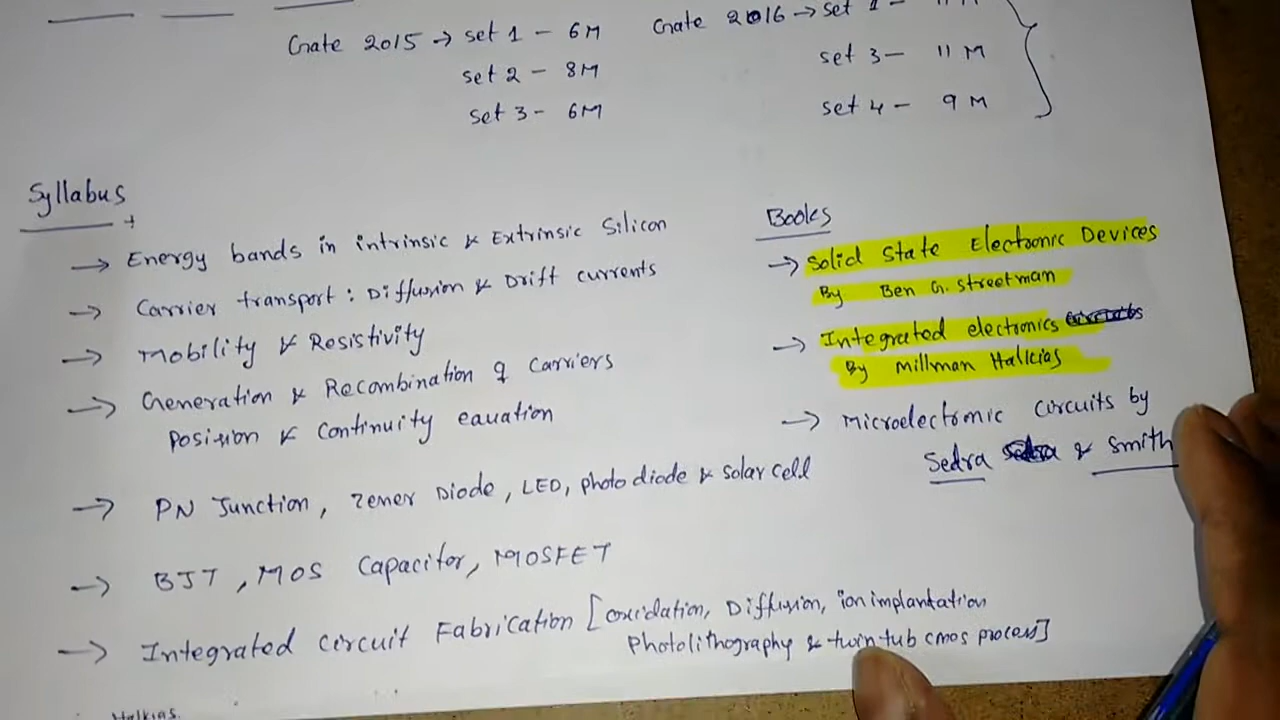 Gate 2015 → set 1 - 6M
set 2 - 8M
set 3 - 6M
Gate 2016 → set 1 - 11 M
set 3 - 11 M
set 4 - 9 M
Syllabus
→ Energy bands in intrinsic & Extrinsic Silicon
→ Carrier transport : Diffusion & Drift currents
→ Mobility & Resistivity
→ Generation & Recombination of carriers
Position & Continuity eauation
→ PN Junction, Zener Diode, LED, photo diode & solar cell
→ BJT, MOS Capacitor, MOSFET
→ Integrated circuit Fabrication [oxidation, Diffusion, ion implantation
Photolithography & twin tub cmos process]
Books
→ Solid State Electronic Devices
By Ben G. streetman
→ Integrated electronics
By Millman Halkias
→ Microelectronic Circuits by
Sedra & Smith
Halkias.